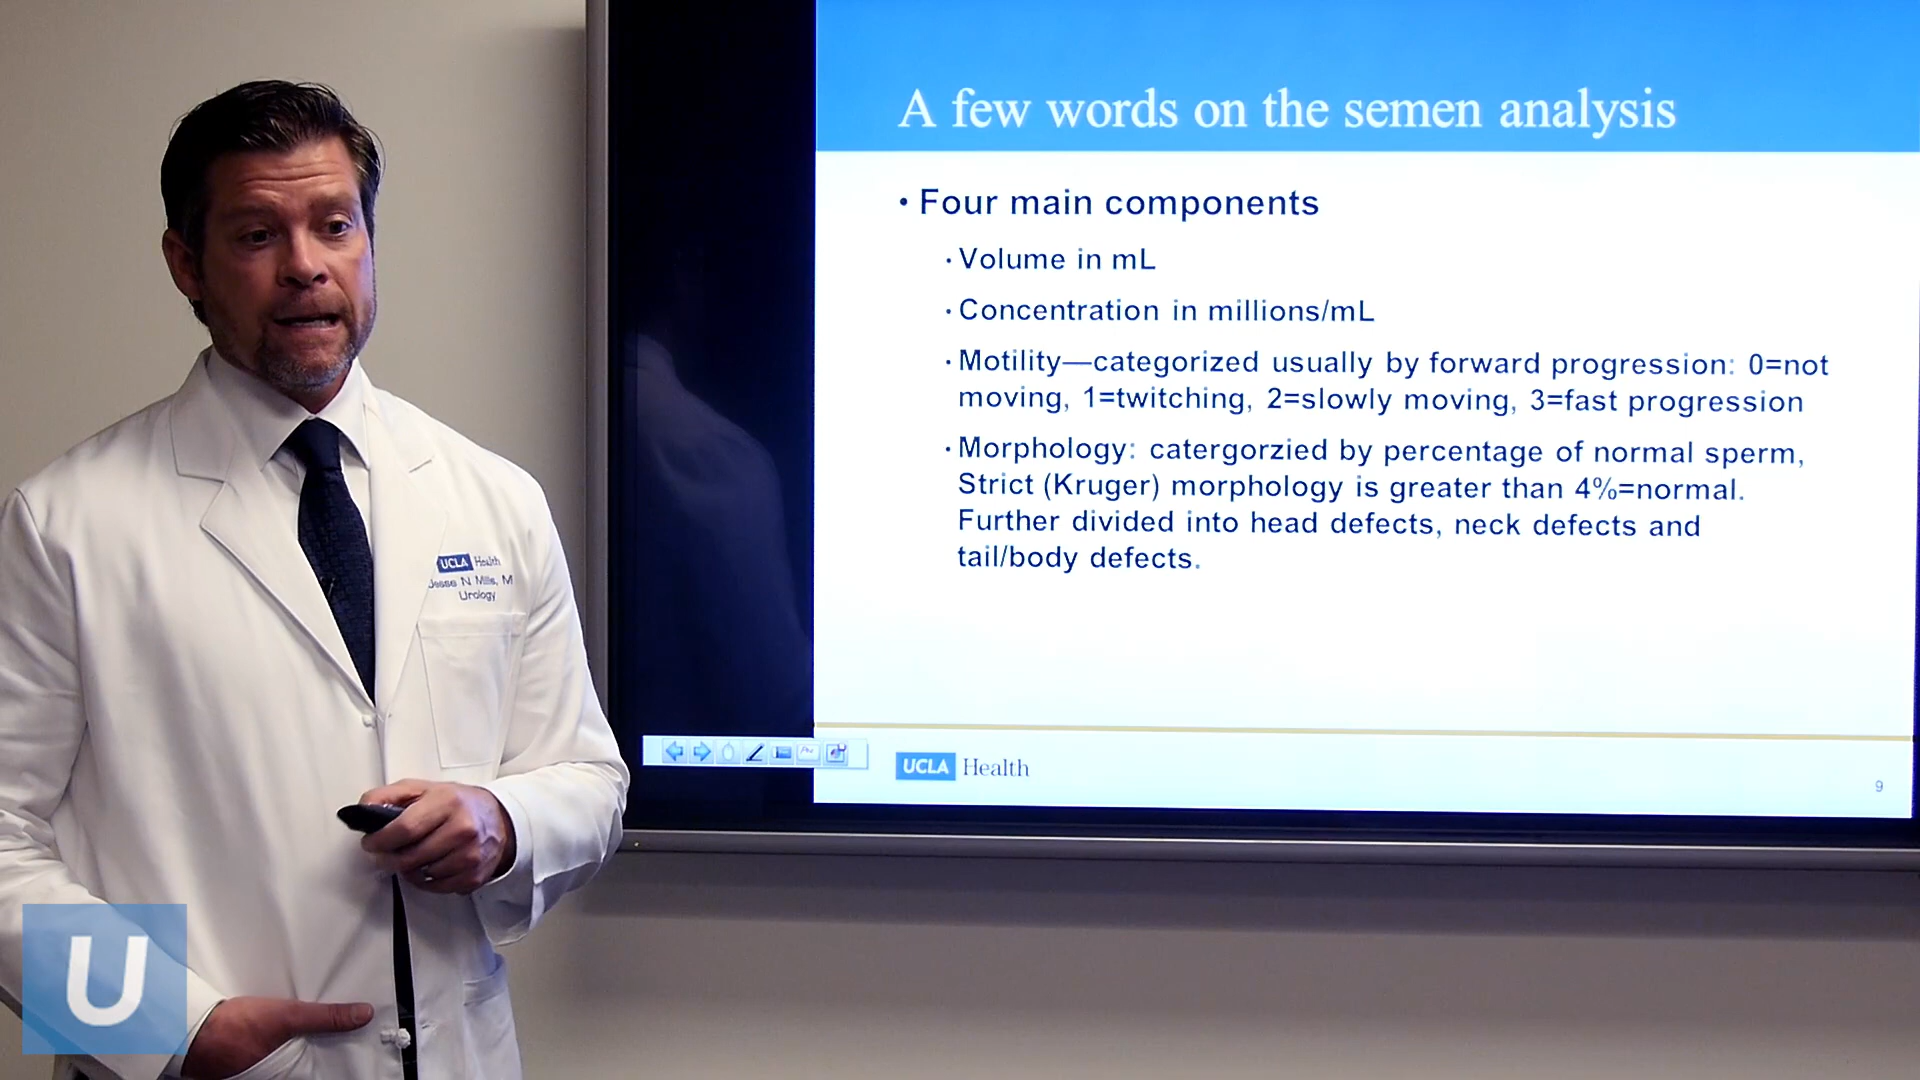 A few words on the semen analysis
• Four main components
• Volume in mL
• Concentration in millions/mL
• Motility—categorized usually by forward progression: 0=not
moving, 1=twitching, 2=slowly moving, 3=fast progression
• Morphology: catergorzied by percentage of normal sperm,
Strict (Kruger) morphology is greater than 4%=normal.
Further divided into head defects, neck defects and
tail/body defects.
UCLA Health
9
UCLA Health
Jesse N Mills, M
Urology
U